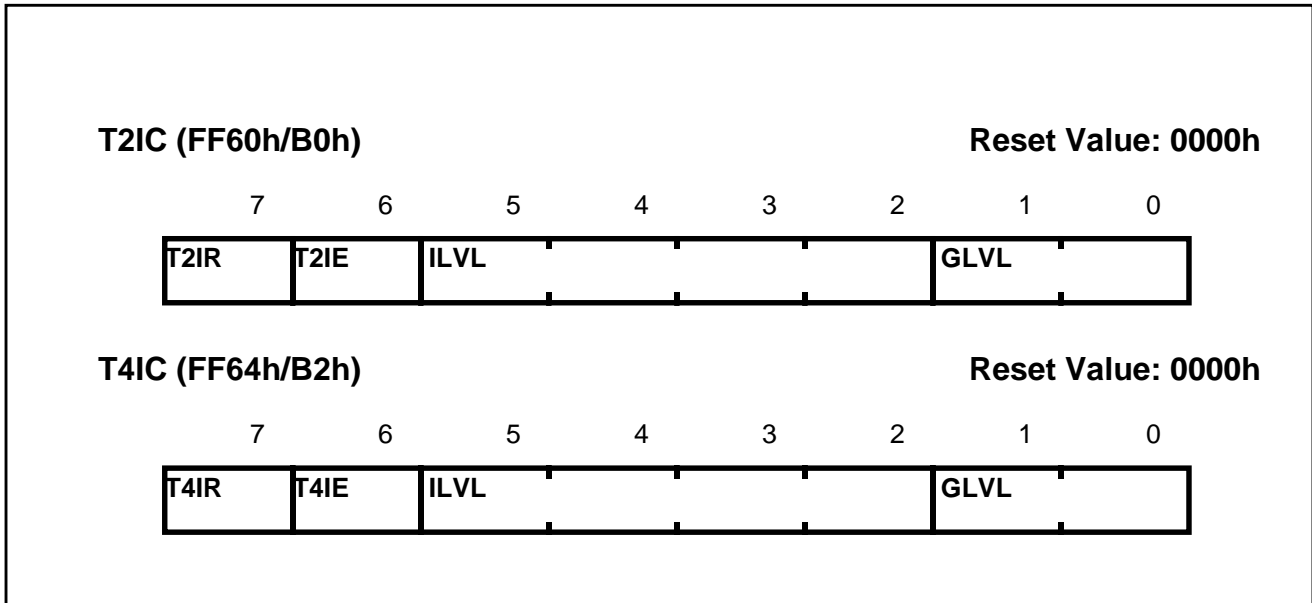 T2IC (FF60h/B0h) Reset Value: 0000h
7 6 5 4 3 2 1 0
T2IR T2IE ILVL GLVL
T4IC (FF64h/B2h) Reset Value: 0000h
7 6 5 4 3 2 1 0
T4IR T4IE ILVL GLVL